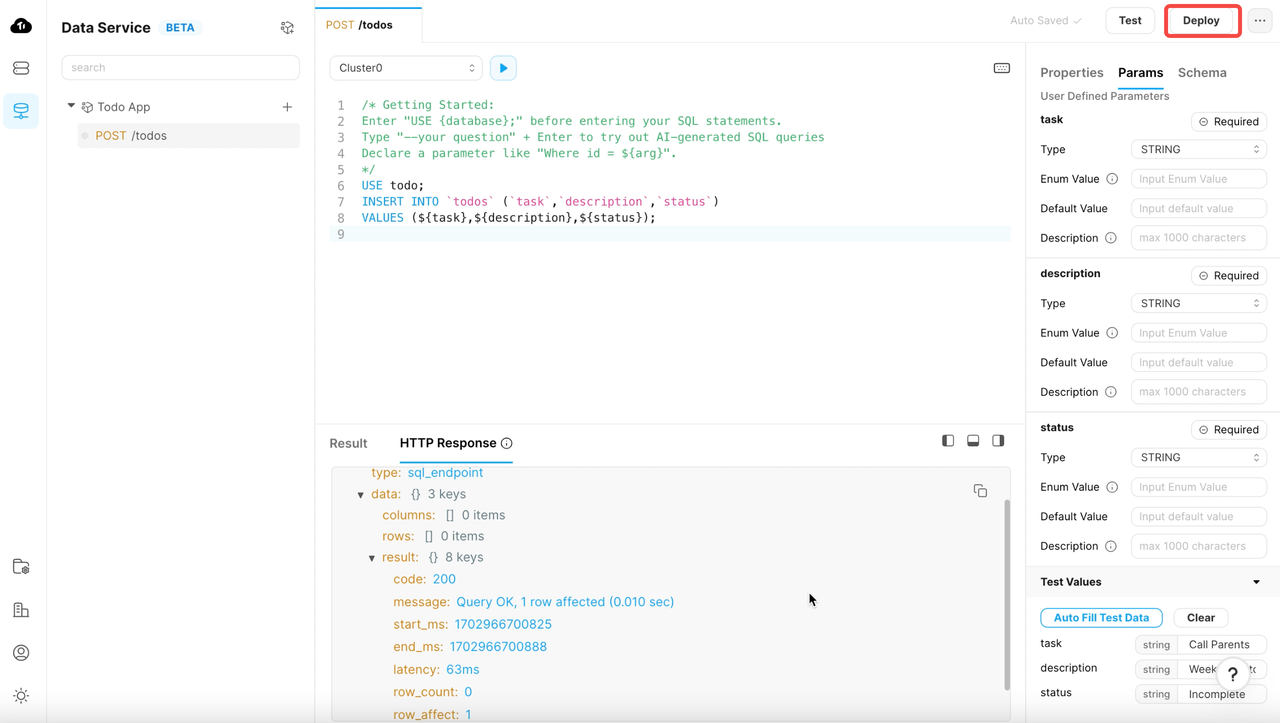 Data Service BETA
search
Todo App
POST /todos
POST /todos
Auto Saved
Test
Deploy
Cluster0
1 /* Getting Started:
2 Enter "USE {database};" before entering your SQL statements.
3 Type "--your question" + Enter to try out AI-generated SQL queries
4 Declare a parameter like "Where id = ${arg}".
5 */
6 USE todo;
7 INSERT INTO `todos` (`task`,`description`,`status`)
8 VALUES (${task},${description},${status});
9
Result
HTTP Response
type: sql_endpoint
data: {} 3 keys
columns: [] 0 items
rows: [] 0 items
result: {} 8 keys
code: 200
message: Query OK, 1 row affected (0.010 sec)
start_ms: 1702966700825
end_ms: 1702966700888
latency: 63ms
row_count: 0
row_affect: 1
Properties Params Schema
User Defined Parameters
task Required
Type STRING
Enum Value Input Enum Value
Default Value Input default value
Description max 1000 characters
description Required
Type STRING
Enum Value Input Enum Value
Default Value Input default value
Description max 1000 characters
status Required
Type STRING
Enum Value Input Enum Value
Default Value Input default value
Description max 1000 characters
Test Values
Auto Fill Test Data Clear
task string Call Parents
description string
status string Incomplete
?